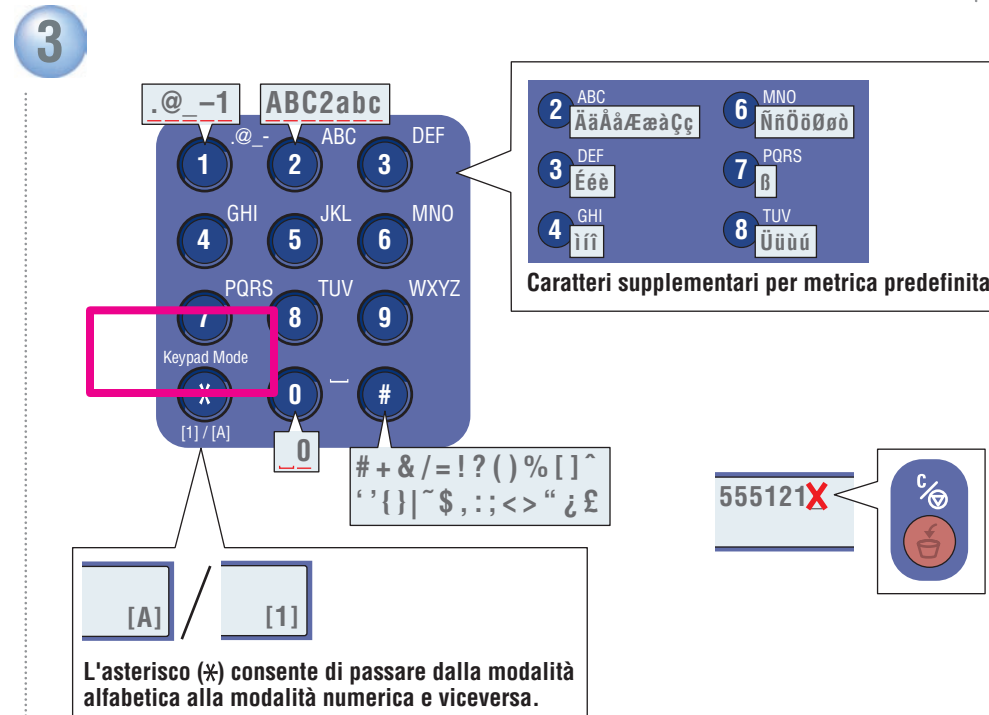 3
.@_–1
ABC2abc
.@_-
ABC
DEF
1
2
3
GHI
JKL
MNO
4
5
6
PQRS
TUV
WXYZ
7
8
9
Keypad Mode
*
0
#
[1] / [A]
0
# + & / = ! ? ( ) % [ ] ˆ
‘ ’ { } | ˜ $ , : ; < > “ ¿ £
2 ABC
ÄäÅåÆæàÇç
3 DEF
Ééè
4 GHI
ìíî
6 MNO
ÑñÖöØøò
7 PQRS
ß
8 TUV
Üüùú
Caratteri supplementari per metrica predefinita
555121
C
[A]
/
[1]
L'asterisco (*) consente di passare dalla modalità
alfabetica alla modalità numerica e viceversa.